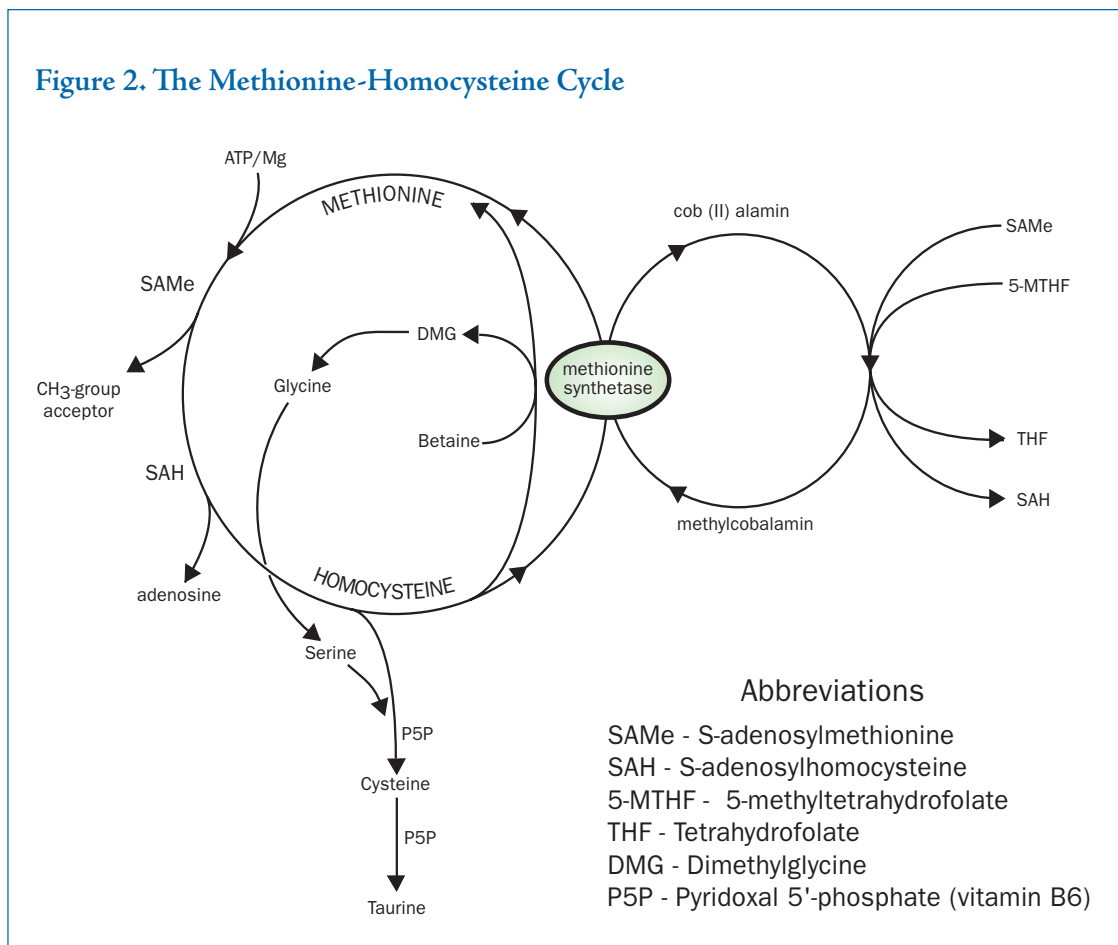 Figure 2. The Methionine-Homocysteine Cycle
ATP/Mg
METHIONINE
cob (II) alamin
SAMe
SAMe
5-MTHF
DMG
CH3-group
acceptor
Glycine
methionine
synthetase
Betaine
THF
SAH
SAH
methylcobalamin
adenosine
HOMOCYSTEINE
Serine
P5P
Cysteine
P5P
Taurine
Abbreviations
SAMe - S-adenosylmethionine
SAH - S-adenosylhomocysteine
5-MTHF - 5-methyltetrahydrofolate
THF - Tetrahydrofolate
DMG - Dimethylglycine
P5P - Pyridoxal 5'-phosphate (vitamin B6)